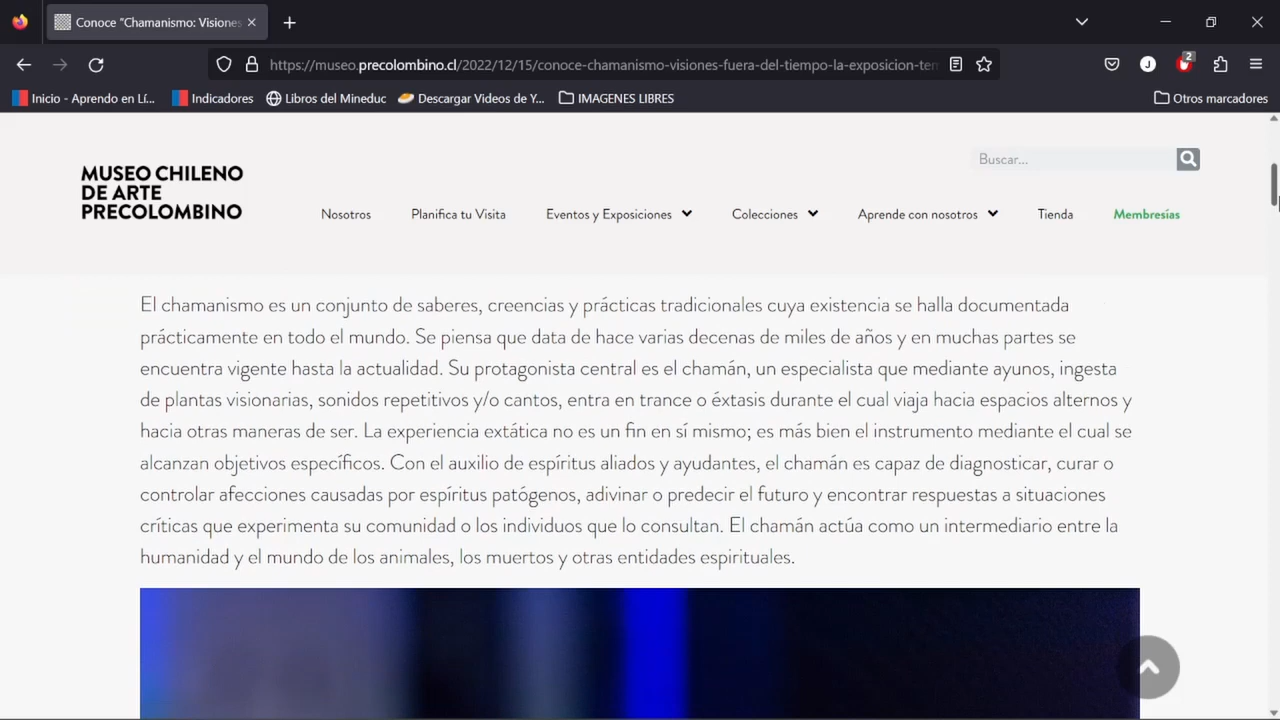 Conoce "Chamanismo: Visiones
https://museo.precolombino.cl/2022/12/15/conoce-chamanismo-visiones-fuera-del-tiempo-la-exposicion-tem
J
2
Inicio - Aprendo en Lí...
Indicadores
Libros del Mineduc
Descargar Videos de Y...
IMAGENES LIBRES
Otros marcadores
MUSEO CHILENO
DE ARTE
PRECOLOMBINO
Buscar...
Nosotros
Planifica tu Visita
Eventos y Exposiciones
Colecciones
Aprende con nosotros
Tienda
Membresías
El chamanismo es un conjunto de saberes, creencias y prácticas tradicionales cuya existencia se halla documentada
prácticamente en todo el mundo. Se piensa que data de hace varias decenas de miles de años y en muchas partes se
encuentra vigente hasta la actualidad. Su protagonista central es el chamán, un especialista que mediante ayunos, ingesta
de plantas visionarias, sonidos repetitivos y/o cantos, entra en trance o éxtasis durante el cual viaja hacia espacios alternos y
hacia otras maneras de ser. La experiencia extática no es un fin en sí mismo; es más bien el instrumento mediante el cual se
alcanzan objetivos específicos. Con el auxilio de espíritus aliados y ayudantes, el chamán es capaz de diagnosticar, curar o
controlar afecciones causadas por espíritus patógenos, adivinar o predecir el futuro y encontrar respuestas a situaciones
críticas que experimenta su comunidad o los individuos que lo consultan. El chamán actúa como un intermediario entre la
humanidad y el mundo de los animales, los muertos y otras entidades espirituales.